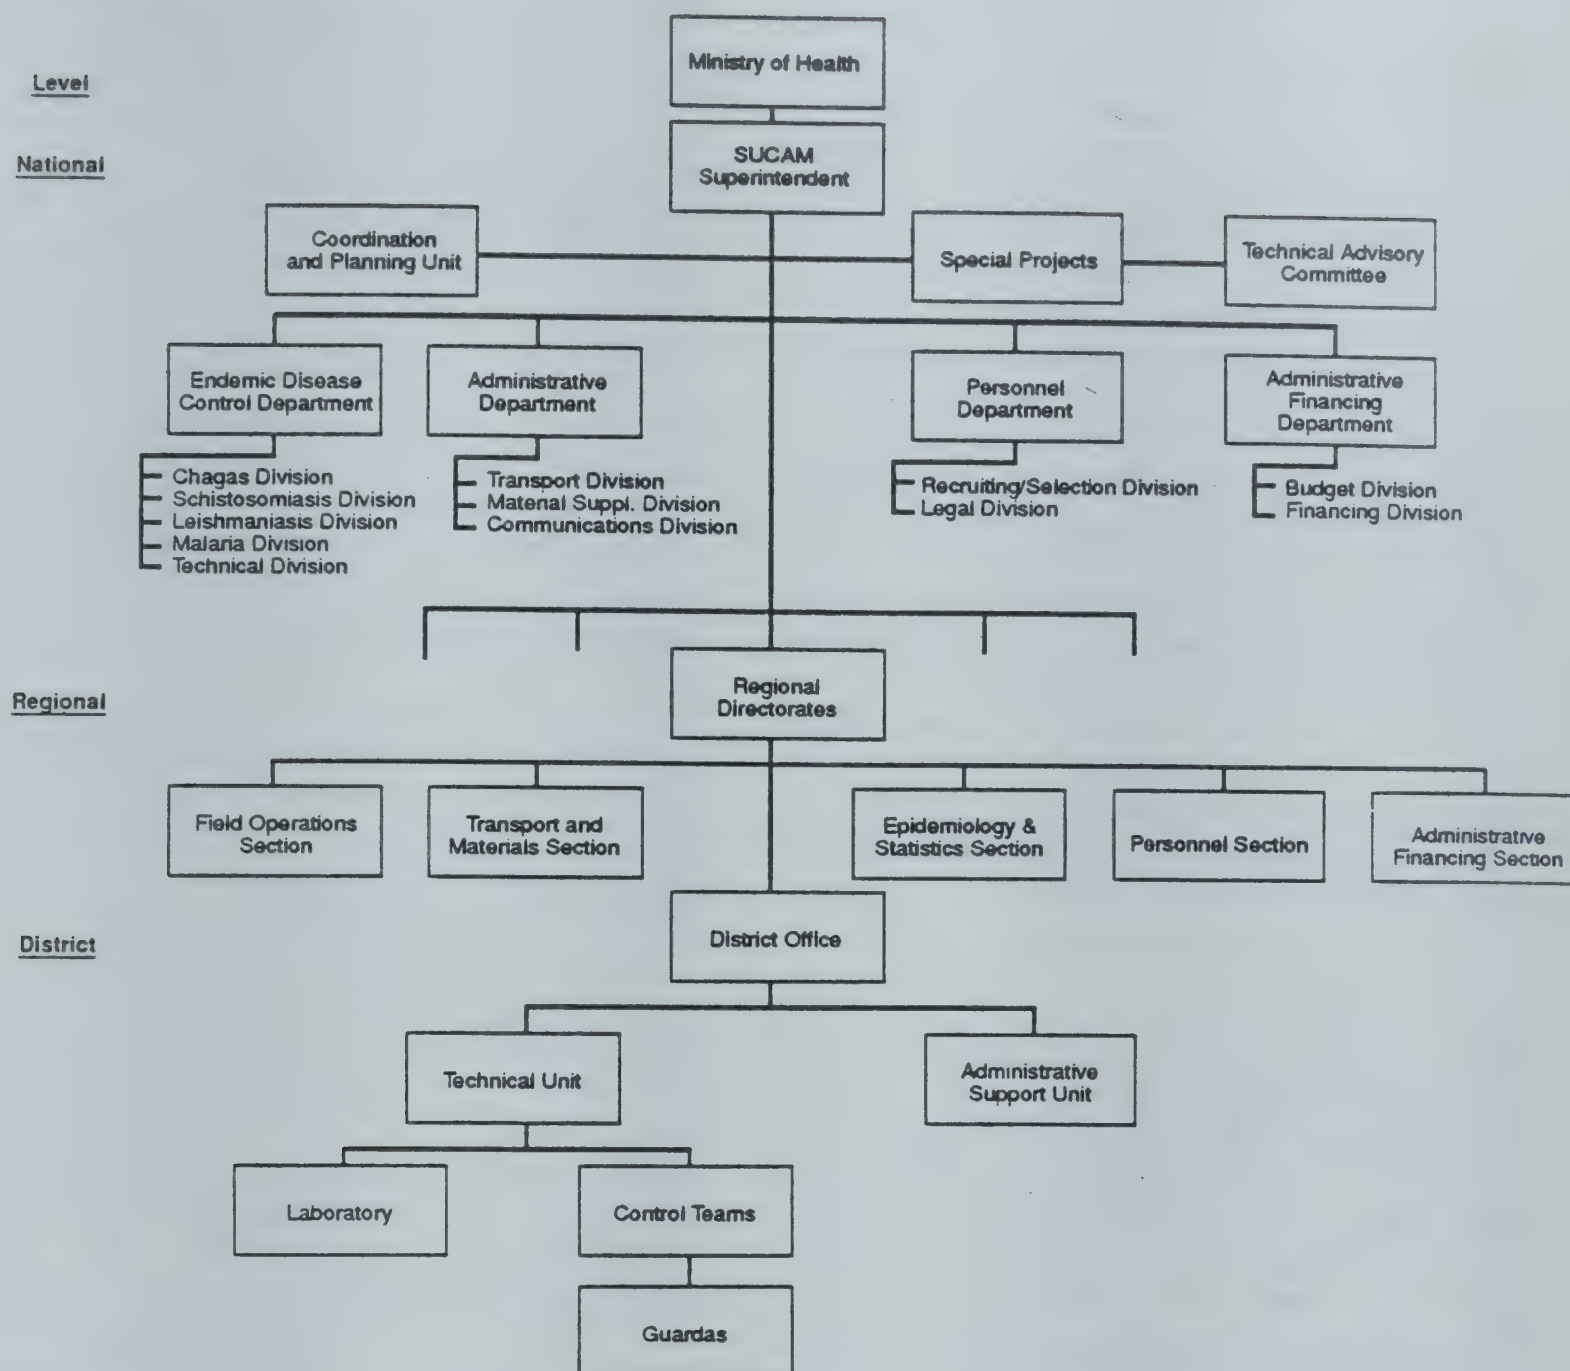 Ministry of Health
Level
SUCAM
Superintendent
National
Coordination
and Planning Unit
Special Projects
Technical Advisory
Committee
Endemic Disease
Control Department
Administrative
Department
Personnel
Department
Administrative
Financing
Department
Chagas Division
Schistosomiasis Division
Leishmaniasis Division
Malaria Division
Technical Division
Transport Division
Material Suppl. Division
Communications Division
Recruiting/Selection Division
Legal Division
Budget Division
Financing Division
Regional
Directorates
Regional
Field Operations
Section
Transport and
Materials Section
Epidemiology &
Statistics Section
Personnel Section
Administrative
Financing Section
District Office
District
Technical Unit
Administrative
Support Unit
Laboratory
Control Teams
Guardas